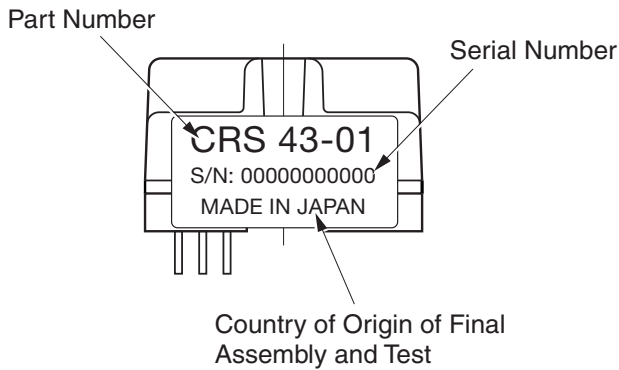 Part Number
Serial Number
CRS 43-01
S/N: 00000000000
MADE IN JAPAN
Country of Origin of Final
Assembly and Test